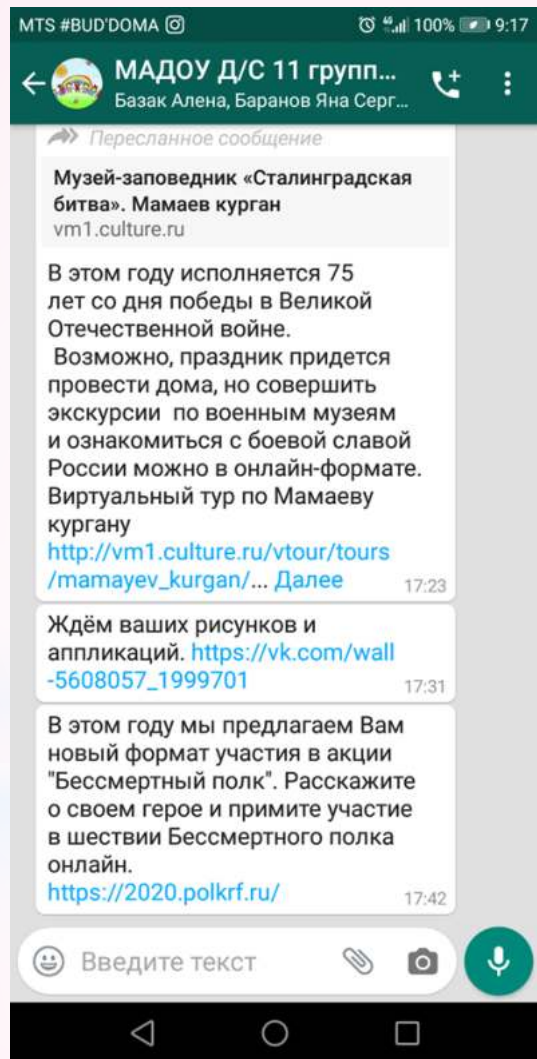 MTS #BUD'DOMA 100% 9:17
МАДОУ Д/С 11 групп...
Базак Алена, Баранов Яна Серг...
Пересланное сообщение
Музей-заповедник «Сталинградская
битва». Мамаев курган
vm1.culture.ru
В этом году исполняется 75
лет со дня победы в Великой
Отечественной войне.
Возможно, праздник придется
провести дома, но совершить
экскурсии по военным музеям
и ознакомиться с боевой славой
России можно в онлайн-формате.
Виртуальный тур по Мамаеву
кургану
http://vm1.culture.ru/vtour/tours
/mamayev_kurgan/... Далее 17:23
Ждём ваших рисунков и
аппликаций. https://vk.com/wall
-5608057_1999701 17:31
В этом году мы предлагаем Вам
новый формат участия в акции
"Бессмертный полк". Расскажите
о своем герое и примите участие
в шествии Бессмертного полка
онлайн.
https://2020.polkrf.ru/ 17:42
Введите текст